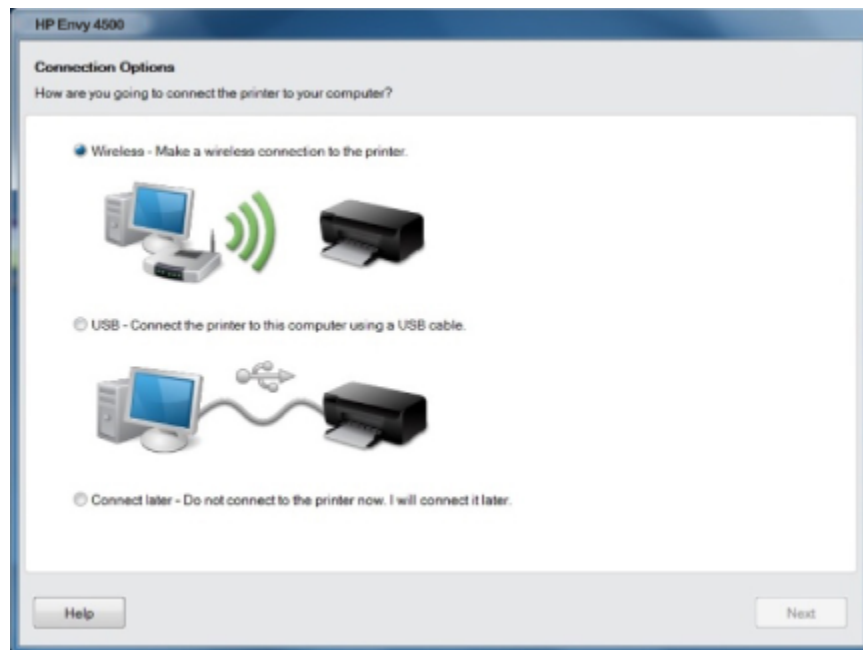 HP Envy 4500
Connection Options
How are you going to connect the printer to your computer?
Wireless - Make a wireless connection to the printer.
USB - Connect the printer to this computer using a USB cable.
Connect later - Do not connect to the printer now. I will connect it later.
Help
Next